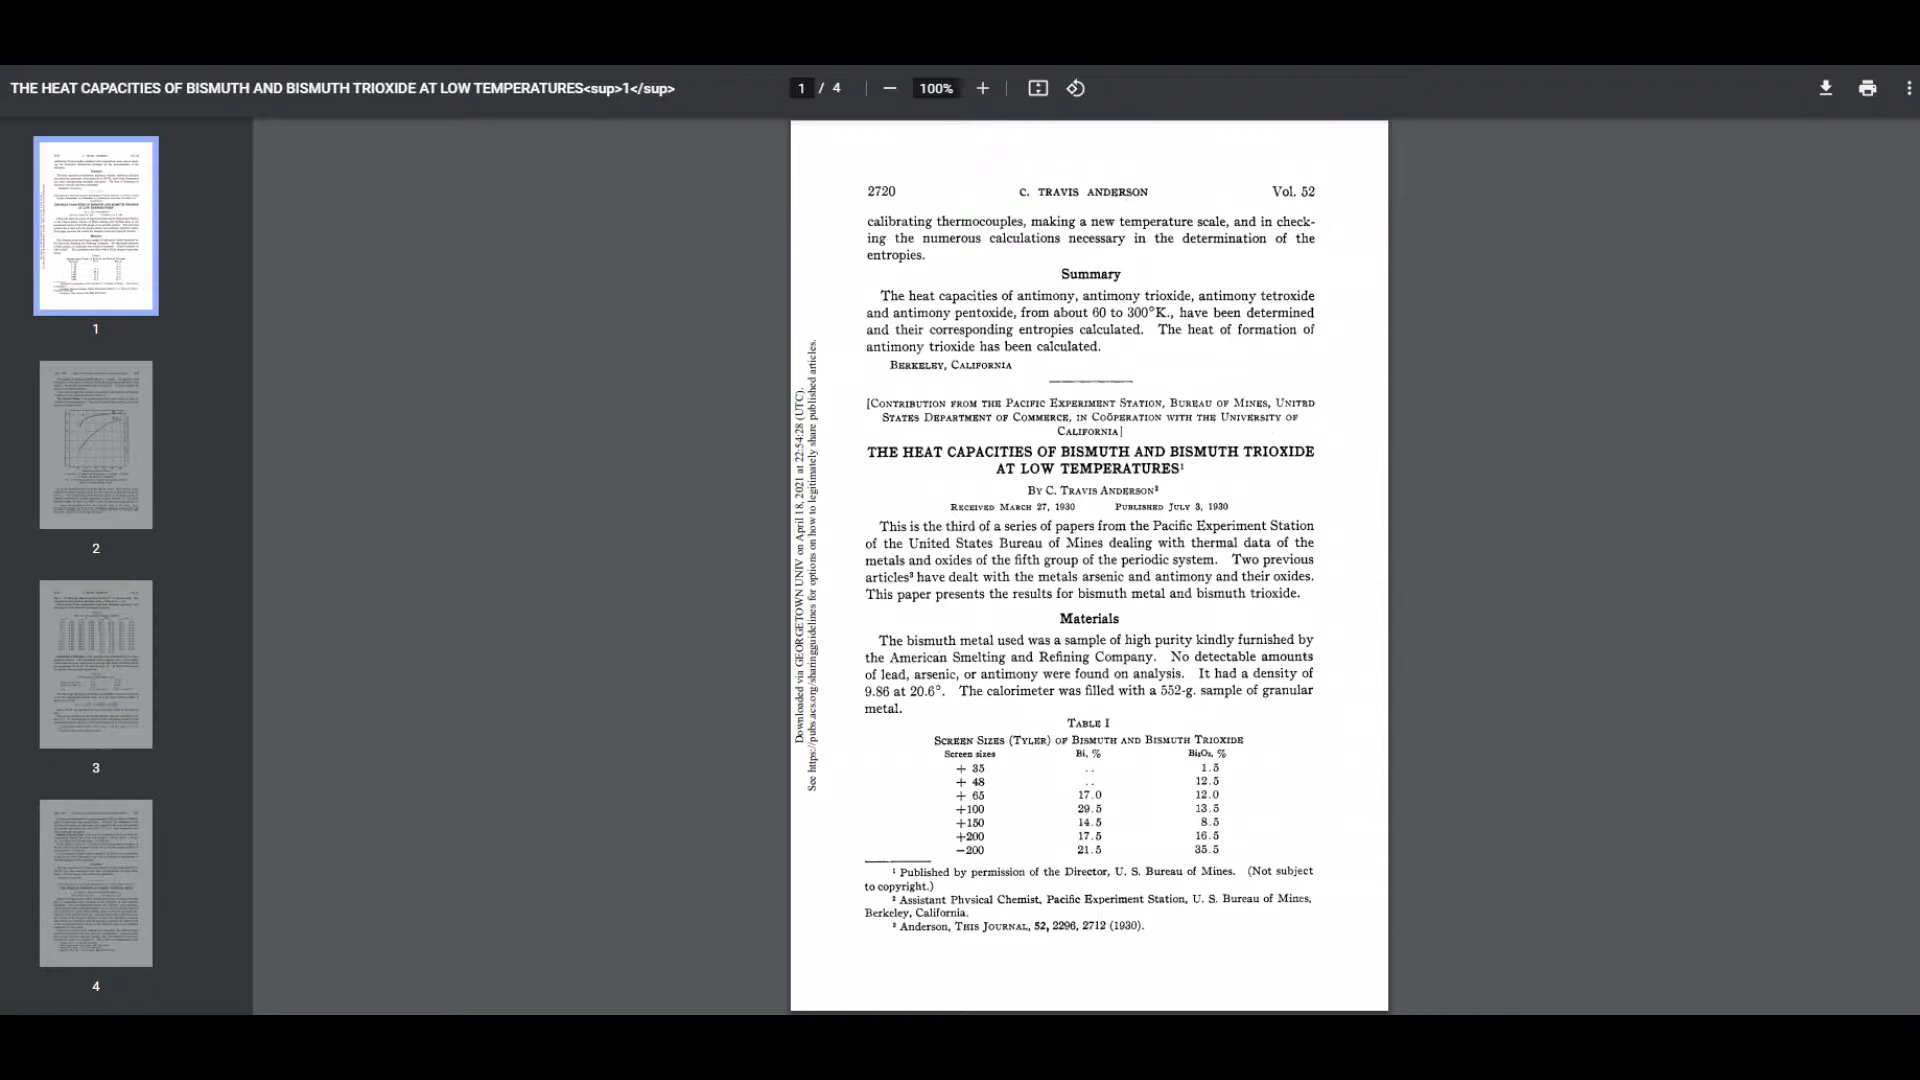 THE HEAT CAPACITIES OF BISMUTH AND BISMUTH TRIOXIDE AT LOW TEMPERATURES<sup>1</sup>
1 / 4
100%
1
2
3
4
2720 C. TRAVIS ANDERSON Vol. 52
calibrating thermocouples, making a new temperature scale, and in check-
ing the numerous calculations necessary in the determination of the
entropies.
Summary
The heat capacities of antimony, antimony trioxide, antimony tetroxide
and antimony pentoxide, from about 60 to 300°K., have been determined
and their corresponding entropies calculated. The heat of formation of
antimony trioxide has been calculated.
BERKELEY, CALIFORNIA
[CONTRIBUTION FROM THE PACIFIC EXPERIMENT STATION, BUREAU OF MINES, UNITED
STATES DEPARTMENT OF COMMERCE, IN COÖPERATION WITH THE UNIVERSITY OF
CALIFORNIA]
THE HEAT CAPACITIES OF BISMUTH AND BISMUTH TRIOXIDE
AT LOW TEMPERATURES¹
BY C. TRAVIS ANDERSON²
RECEIVED MARCH 27, 1930 PUBLISHED JULY 3, 1930
This is the third of a series of papers from the Pacific Experiment Station
of the United States Bureau of Mines dealing with thermal data of the
metals and oxides of the fifth group of the periodic system. Two previous
articles³ have dealt with the metals arsenic and antimony and their oxides.
This paper presents the results for bismuth metal and bismuth trioxide.
Materials
The bismuth metal used was a sample of high purity kindly furnished by
the American Smelting and Refining Company. No detectable amounts
of lead, arsenic, or antimony were found on analysis. It had a density of
9.86 at 20.6°. The calorimeter was filled with a 552-g. sample of granular
metal.
TABLE I
SCREEN SIZES (TYLER) OF BISMUTH AND BISMUTH TRIOXIDE
Screen sizes Bi, % Bi₂O₃, %
+ 35 .. 1.5
+ 48 .. 12.5
+ 65 17.0 12.0
+100 29.5 13.5
+150 14.5 8.5
+200 17.5 16.5
−200 21.5 35.5
¹ Published by permission of the Director, U. S. Bureau of Mines. (Not subject
to copyright.)
² Assistant Physical Chemist, Pacific Experiment Station, U. S. Bureau of Mines,
Berkeley, California.
³ Anderson, THIS JOURNAL, 52, 2296, 2712 (1930).
Downloaded via GEORGETOWN UNIV on April 18, 2021 at 22:54:28 (UTC).
See https://pubs.acs.org/sharingguidelines for options on how to legitimately share published articles.